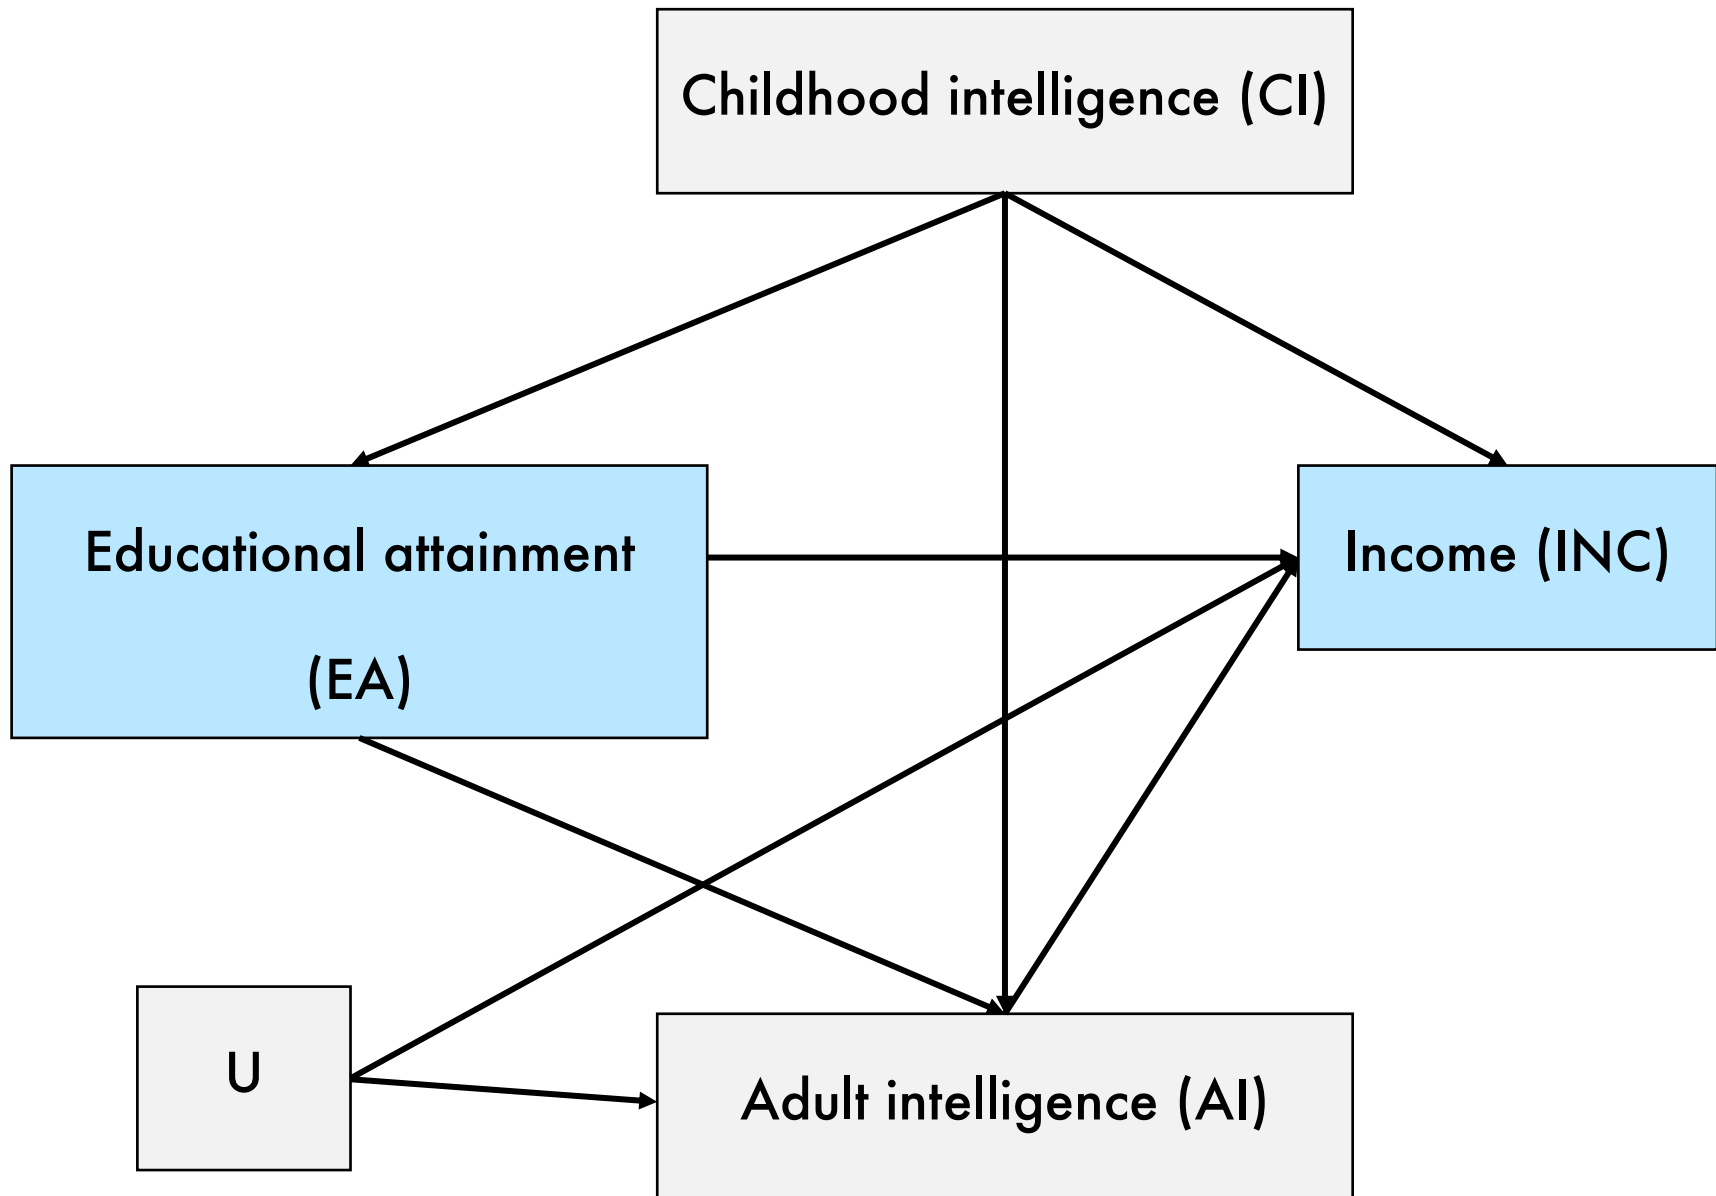 Childhood intelligence (CI)
Educational attainment
(EA)
Income (INC)
U
Adult intelligence (AI)